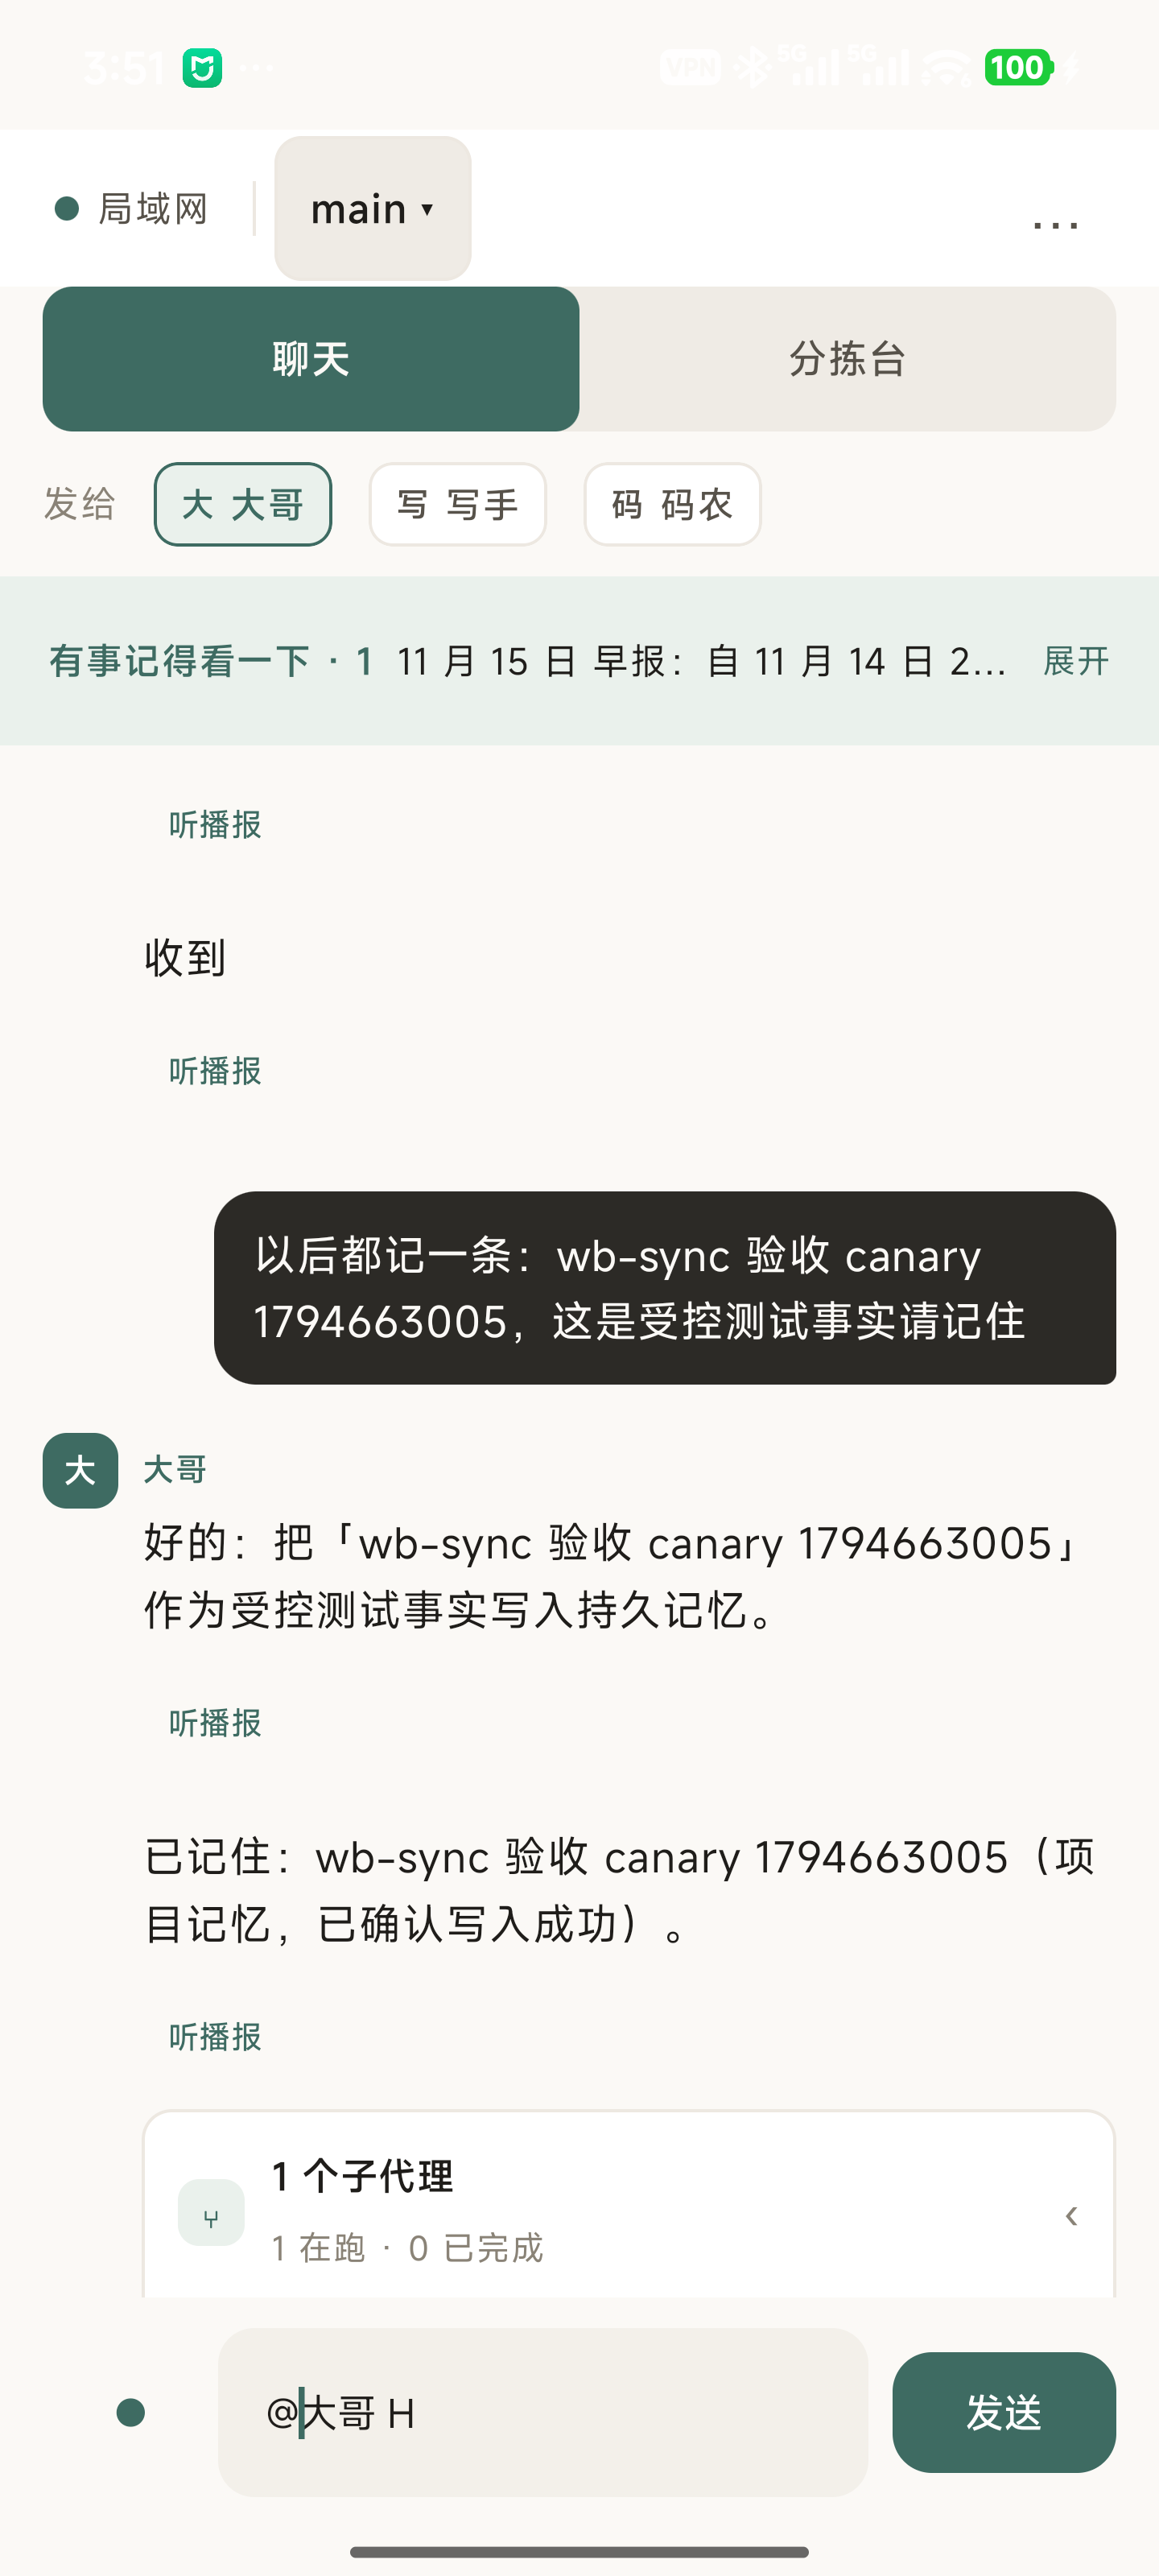 3:51 ... VPN 5G 5G 6 100
局域网 main ▾ ...
聊天 分拣台
发给 大 大哥 写 写手 码 码农
有事记得看一下 · 1 11 月 15 日 早报：自 11 月 14 日 2... 展开
听播报
收到
听播报
以后都记一条：wb-sync 验收 canary
1794663005，这是受控测试事实请记住
大 大哥
好的：把「wb-sync 验收 canary 1794663005」
作为受控测试事实写入持久记忆。
听播报
已记住：wb-sync 验收 canary 1794663005（项
目记忆，已确认写入成功）。
听播报
1 个子代理
1 在跑 · 0 已完成
@大哥 H 发送